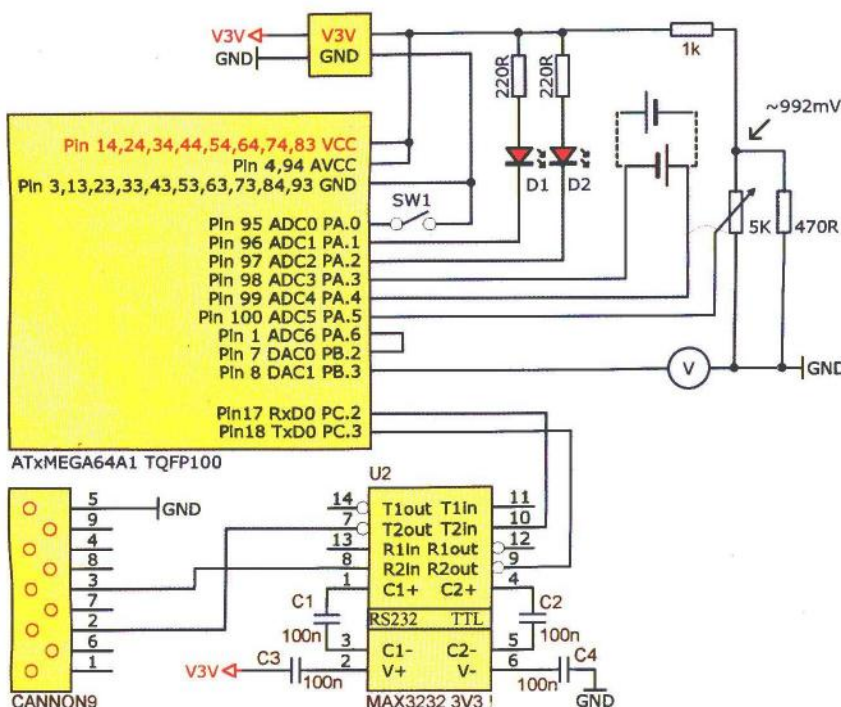 V3V
V3V
GND
GND
220R
220R
1k
~992mV
D1
D2
Pin 14,24,34,44,54,64,74,83 VCC
Pin 4,94 AVCC
Pin 3,13,23,33,43,53,63,73,84,93 GND
SW1
Pin 95 ADC0 PA.0
Pin 96 ADC1 PA.1
Pin 97 ADC2 PA.2
Pin 98 ADC3 PA.3
Pin 99 ADC4 PA.4
Pin 100 ADC5 PA.5
Pin 1 ADC6 PA.6
Pin 7 DAC0 PB.2
Pin 8 DAC1 PB.3
5K
470R
V
GND
Pin17 RxD0 PC.2
Pin18 TxD0 PC.3
ATxMEGA64A1 TQFP100
U2
5
GND
9
4
8
3
7
2
6
1
CANNON9
14 T1out T1in 11
7 T2out T2in 10
13 R1in R1out 12
8 R2in R2out 9
1 C1+ C2+ 4
C1
100n
RS232 TTL
C2
100n
3 C1- C2- 5
2 V+ V- 6
V3V
C3
100n
C4
100n
GND
MAX3232 3V3 !